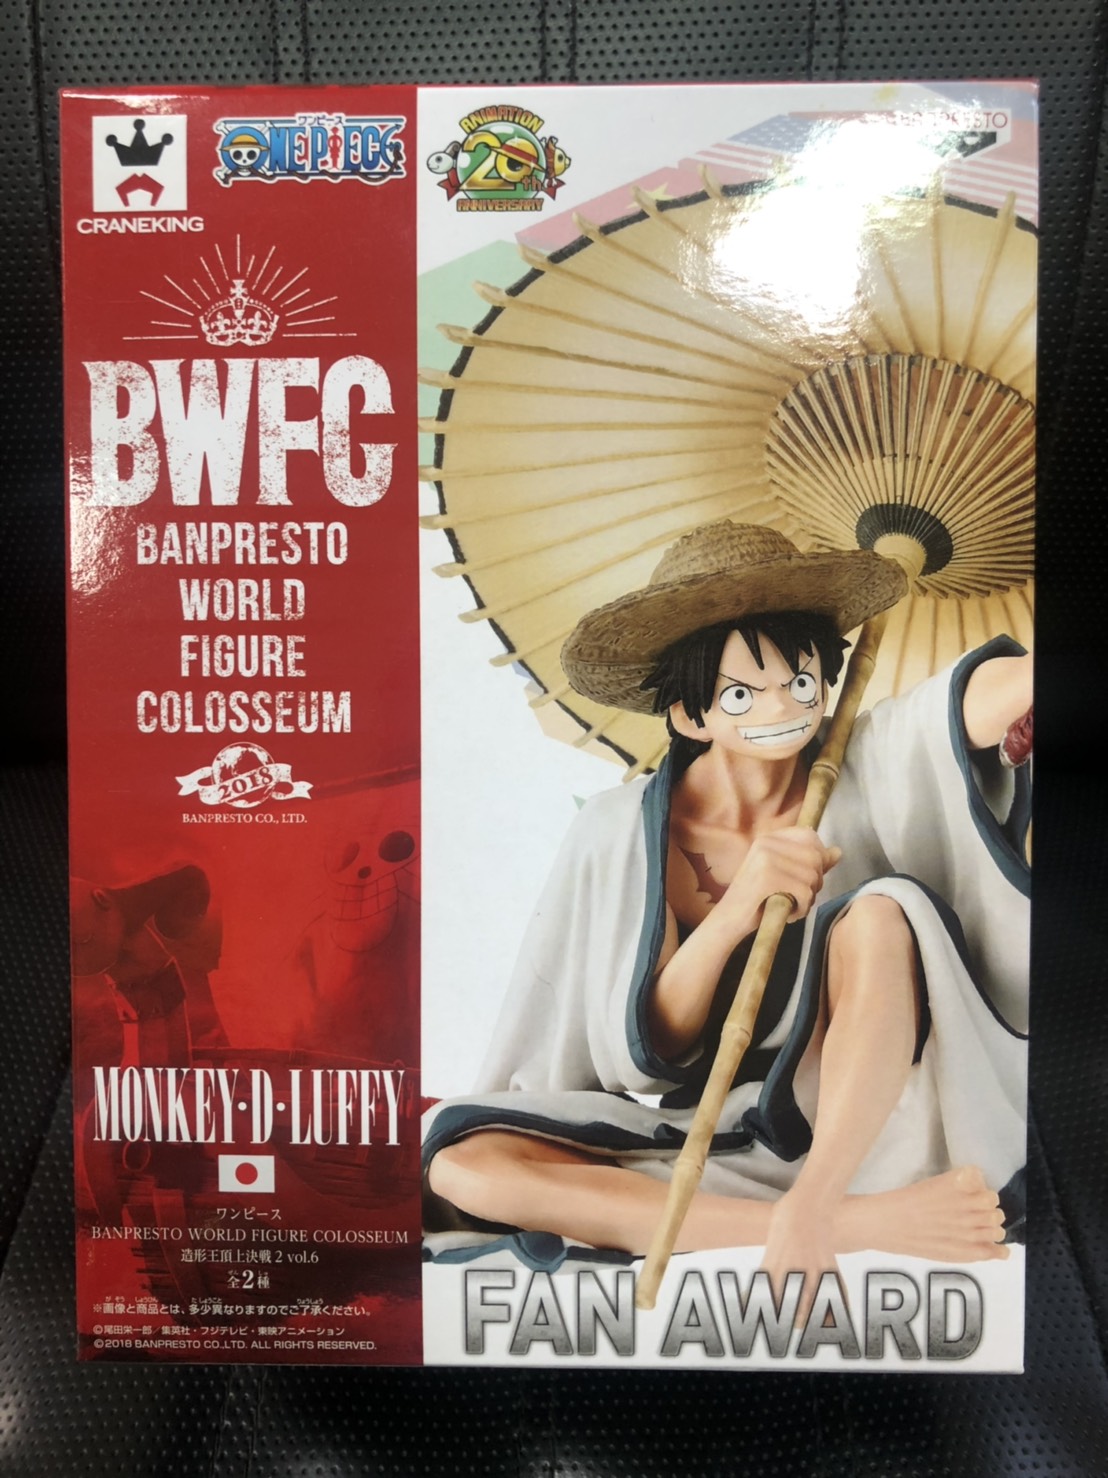 CRANEKING
ワンピース
ONE PIECE
ANIMATION
20th
ANNIVERSARY
BANPRESTO
BWFC
BANPRESTO
WORLD
FIGURE
COLOSSEUM
2018
BANPRESTO CO., LTD.
MONKEY・D・LUFFY
ワンピース
BANPRESTO WORLD FIGURE COLOSSEUM
造形王頂上決戦2 vol.6
全2種
※画像と商品とは、多少異なりますのでご了承ください。
©尾田栄一郎／集英社・フジテレビ・東映アニメーション
©2018 BANPRESTO CO.,LTD. ALL RIGHTS RESERVED.
FAN AWARD